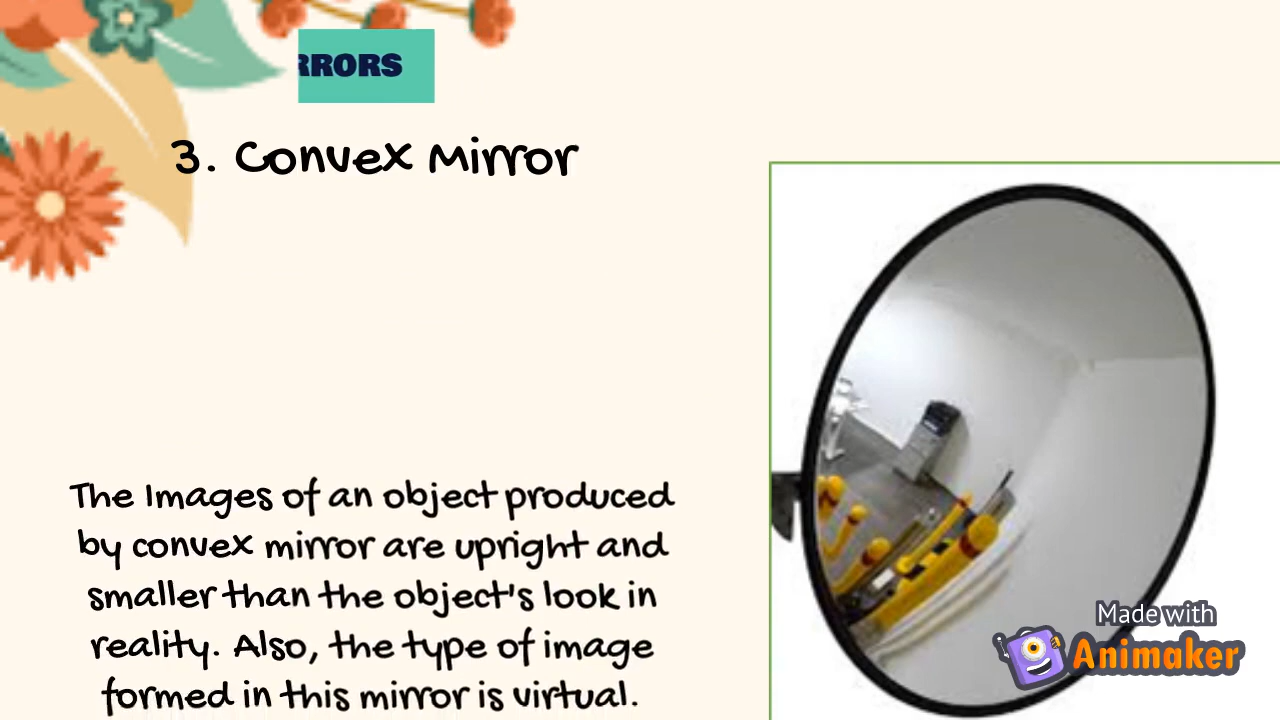 RRORS
3. Convex Mirror
The Images of an object produced
by convex mirror are upright and
smaller than the object's look in
reality. Also, the type of image
formed in this mirror is virtual.
Made with
Animaker